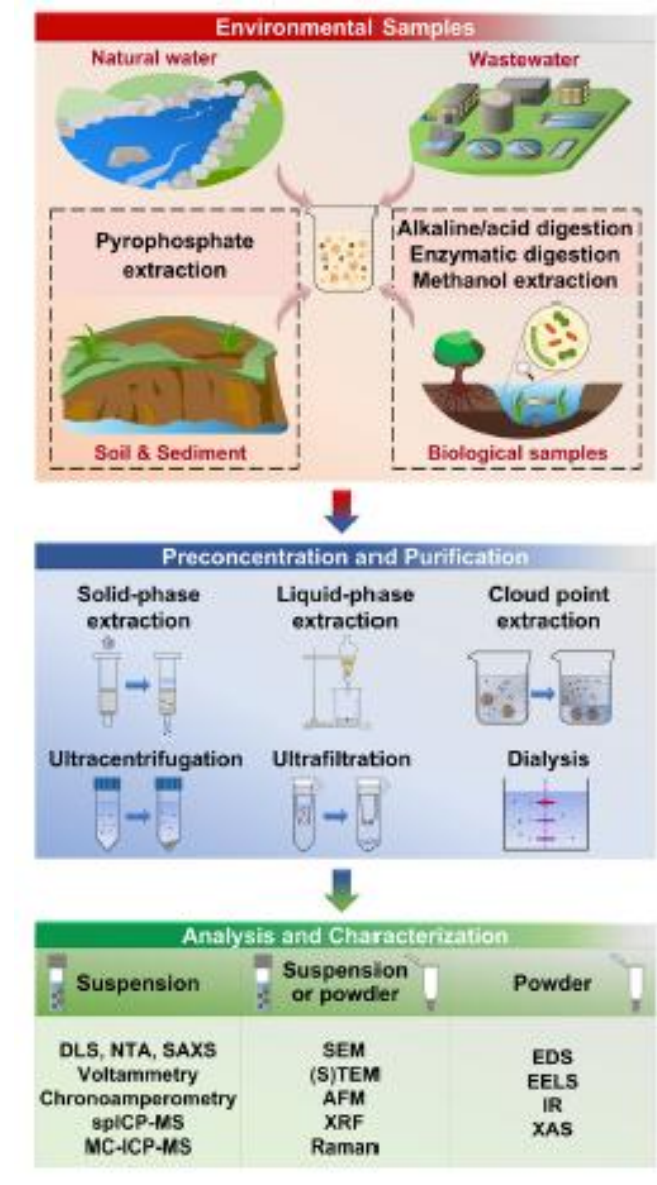 Environmental Samples
Natural water
Wastewater
Pyrophosphate
extraction
Alkaline/acid digestion
Enzymatic digestion
Methanol extraction
Soil & Sediment
Biological samples
Preconcentration and Purification
Solid-phase
extraction
Liquid-phase
extraction
Cloud point
extraction
Ultracentrifugation
Ultrafiltration
Dialysis
Analysis and Characterization
Suspension
Suspension
or powder
Powder
DLS, NTA, SAXS
Voltammetry
Chronoamperometry
spICP-MS
MC-ICP-MS
SEM
(S)TEM
AFM
XRF
Raman
EDS
EELS
IR
XAS